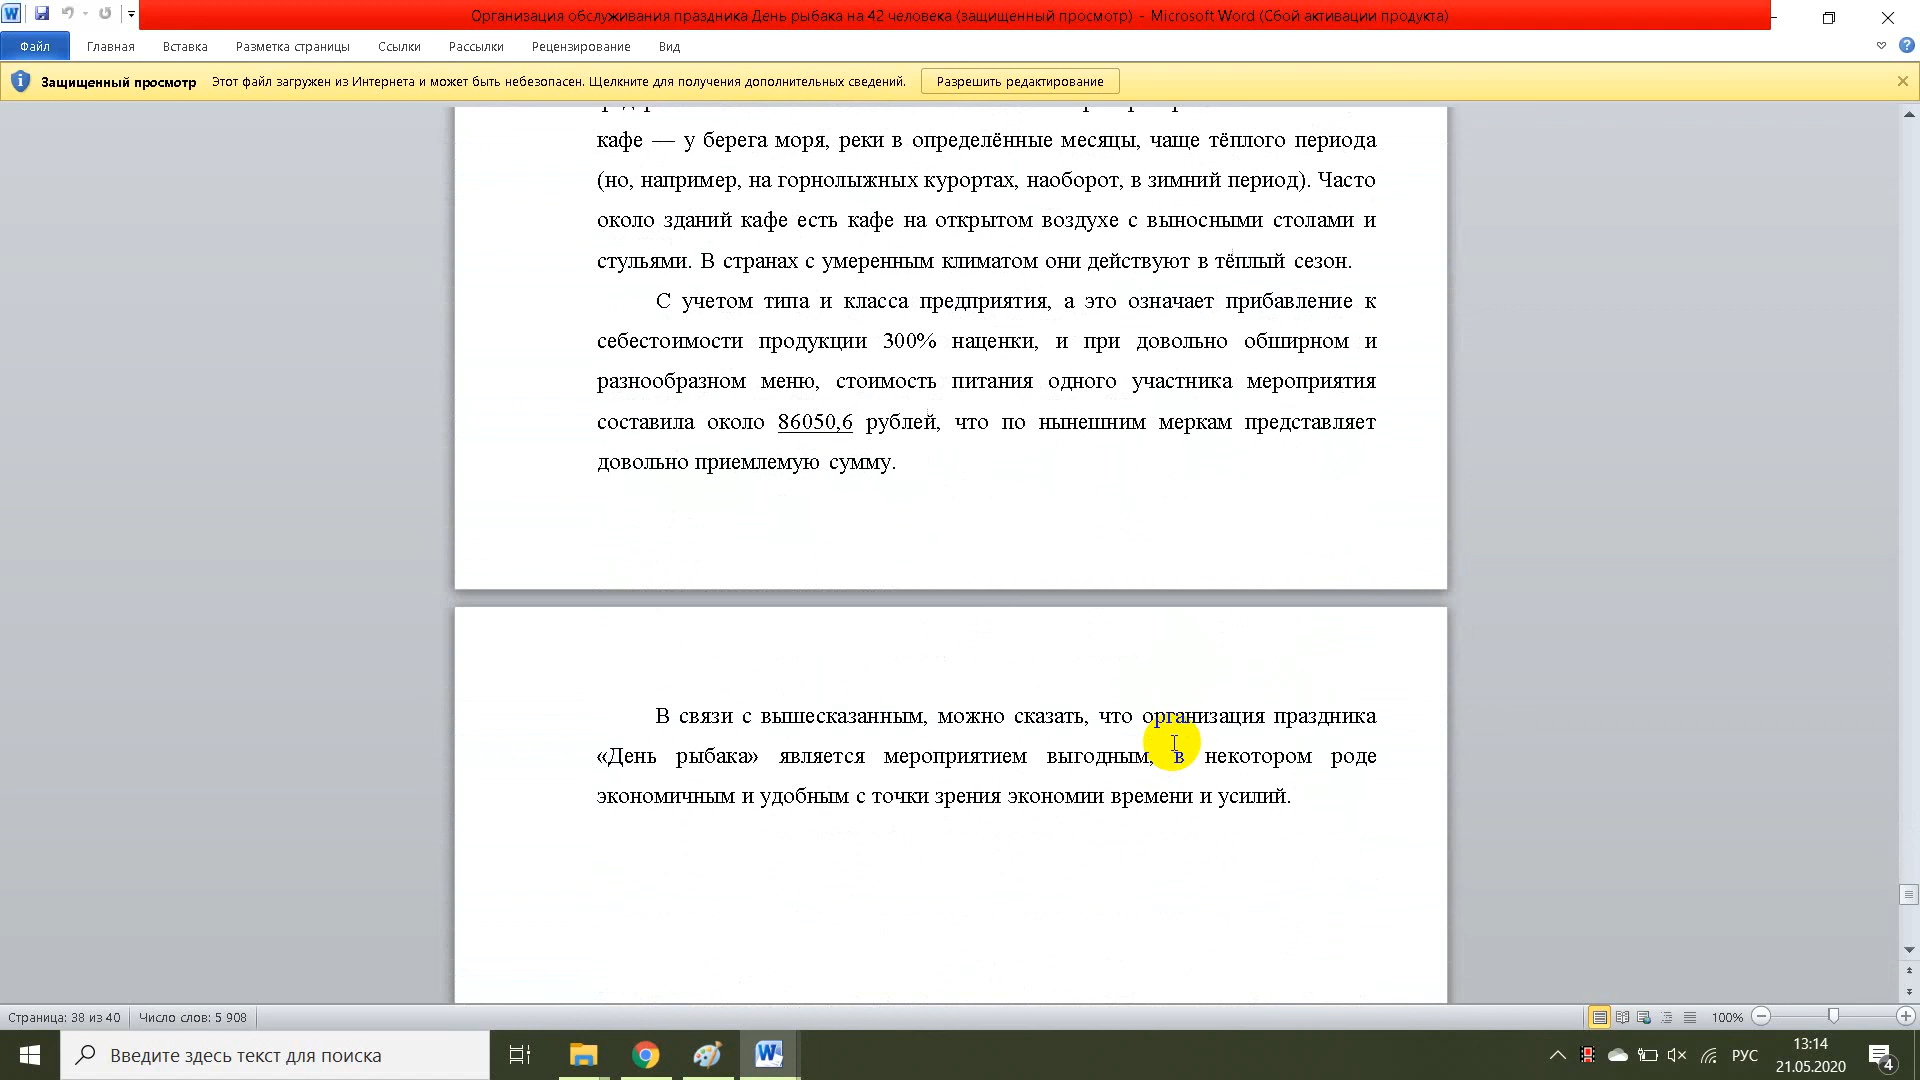 Организация обслуживания праздника День рыбака на 42 человека (защищенный просмотр) - Microsoft Word (Сбой активации продукта)
Файл Главная Вставка Разметка страницы Ссылки Рассылки Рецензирование Вид
Защищенный просмотр Этот файл загружен из Интернета и может быть небезопасен. Щелкните для получения дополнительных сведений. Разрешить редактирование
кафе — у берега моря, реки в определённые месяцы, чаще тёплого периода
(но, например, на горнолыжных курортах, наоборот, в зимний период). Часто
около зданий кафе есть кафе на открытом воздухе с выносными столами и
стульями. В странах с умеренным климатом они действуют в тёплый сезон.
С учетом типа и класса предприятия, а это означает прибавление к
себестоимости продукции 300% наценки, и при довольно обширном и
разнообразном меню, стоимость питания одного участника мероприятия
составила около 86050,6 рублей, что по нынешним меркам представляет
довольно приемлемую сумму.
В связи с вышесказанным, можно сказать, что организация праздника
«День рыбака» является мероприятием выгодным, в некотором роде
экономичным и удобным с точки зрения экономии времени и усилий.
Страница: 38 из 40 Число слов: 5 908 100%
Введите здесь текст для поиска РУС 13:14
21.05.2020 4